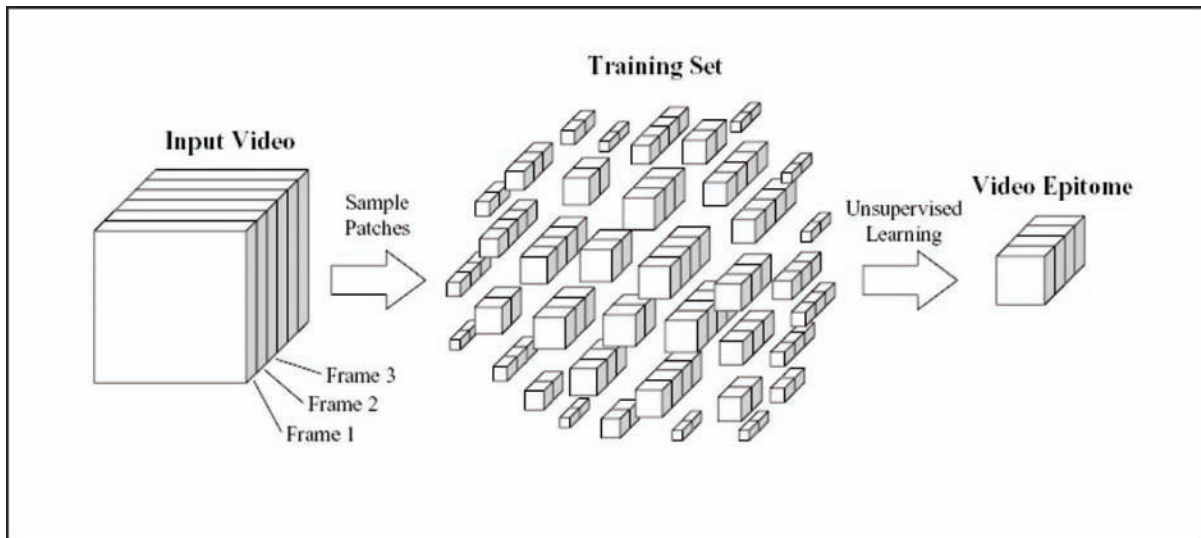 Training Set
Input Video
Sample
Patches
Unsupervised
Learning
Video Epitome
Frame 3
Frame 2
Frame 1